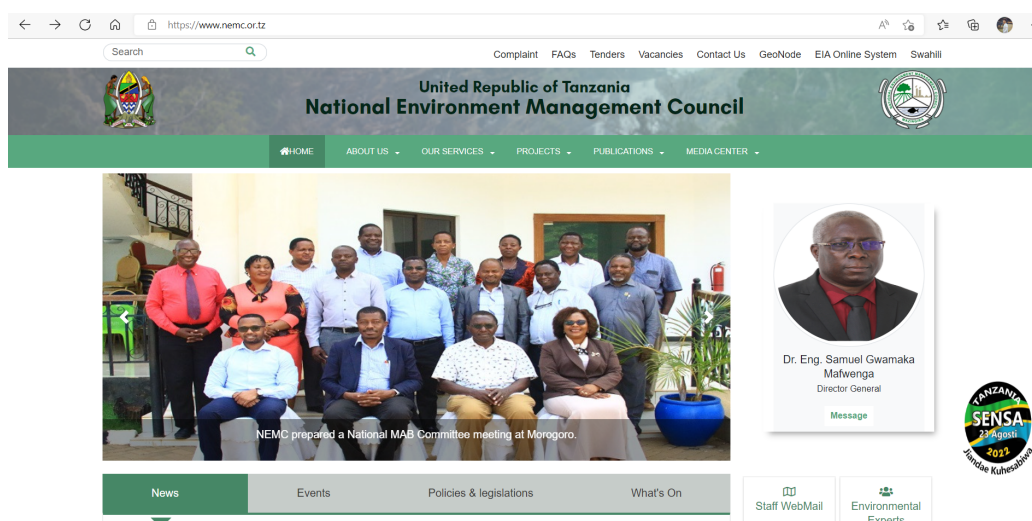 https://www.nemc.or.tz
Search
Complaint FAQs Tenders Vacancies Contact Us GeoNode EIA Online System Swahili
United Republic of Tanzania
National Environment Management Council
HOME ABOUT US OUR SERVICES PROJECTS PUBLICATIONS MEDIA CENTER
NEMC prepared a National MAB Committee meeting at Morogoro.
Dr. Eng. Samuel Gwamaka
Mafwenga
Director General
Message
TANZANIA
SENSA
23 Agosti
2022
Jiandae Kuhesabiwa
News Events Policies & legislations What's On
Staff WebMail
Environmental
Experts